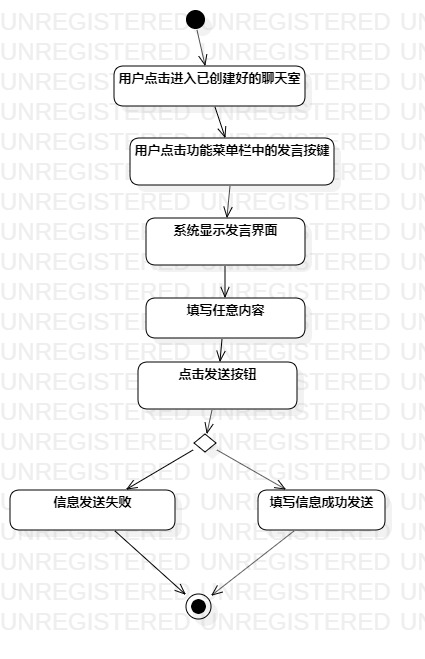 用户点击进入已创建好的聊天室
用户点击功能菜单栏中的发言按键
系统显示发言界面
填写任意内容
点击发送按钮
信息发送失败
填写信息成功发送
UNREGISTERED